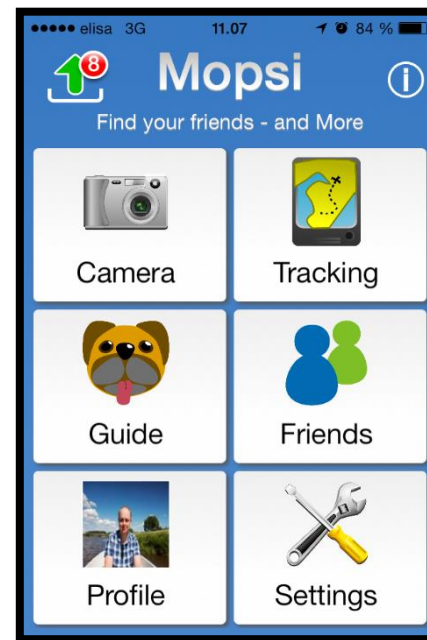 elisa 3G 11.07 84 %
8
Mopsi
i
Find your friends - and More
Camera Tracking
Guide Friends
Profile Settings